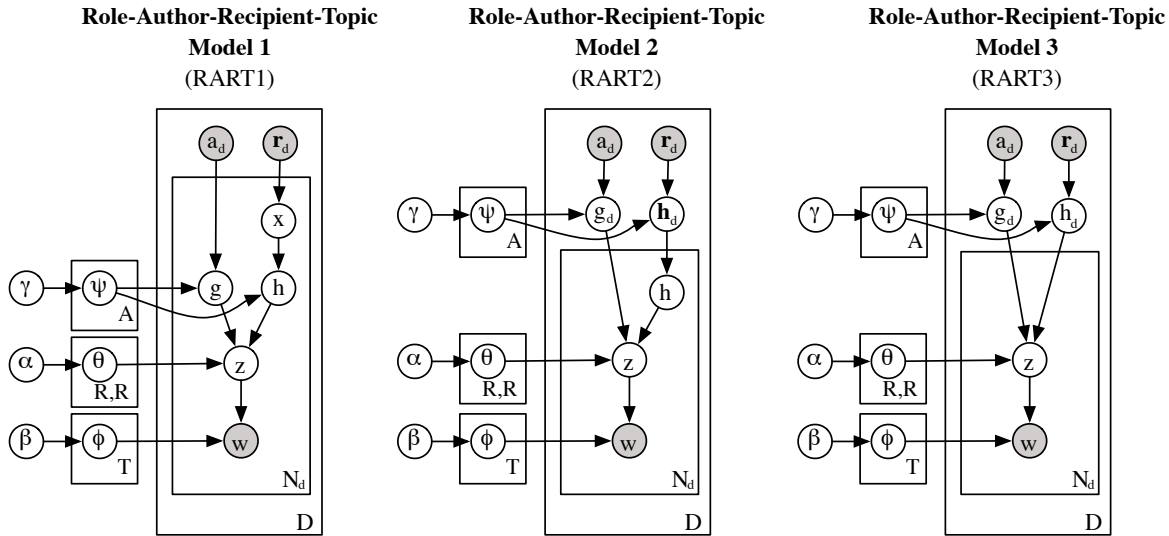 Role-Author-Recipient-Topic
Model 1
(RART1)
a_d
r_d
x
γ
ψ
A
g
h
α
θ
R,R
z
β
ϕ
T
w
N_d
D
Role-Author-Recipient-Topic
Model 2
(RART2)
a_d
r_d
γ
ψ
A
g_d
h_d
h
α
θ
R,R
z
β
ϕ
T
w
N_d
D
Role-Author-Recipient-Topic
Model 3
(RART3)
a_d
r_d
γ
ψ
A
g_d
h_d
α
θ
R,R
z
β
ϕ
T
w
N_d
D